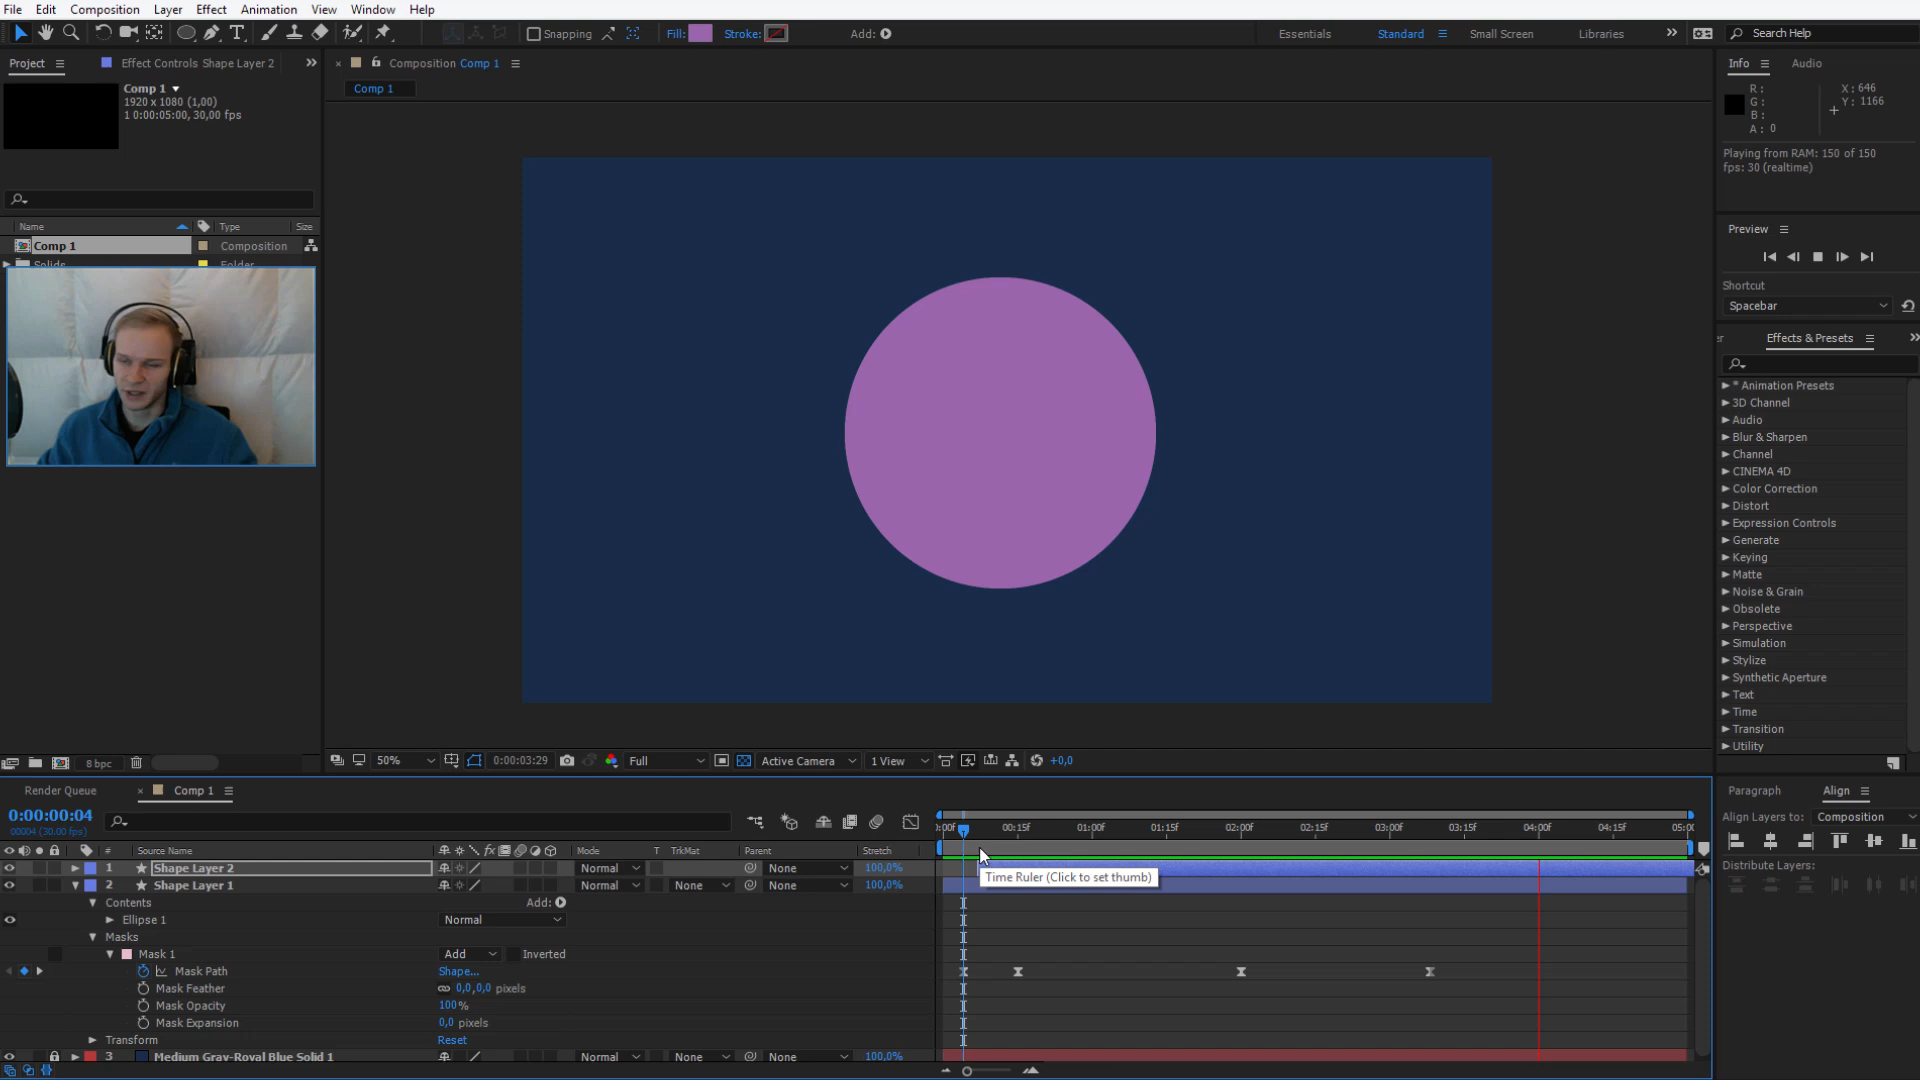 File Edit Composition Layer Effect Animation View Window Help
Snapping Fill: Stroke: Add: Essentials Standard Small Screen Libraries Search Help
Project Effect Controls Shape Layer 2 Composition Comp 1 Info Audio
Comp 1
Comp 1
1920 x 1080 (1,00)
1 0:00:05:00, 30,00 fps
R: X: 646
G: Y: 1166
B:
A: 0
Playing from RAM: 150 of 150
fps: 30 (realtime)
Name Type Size
Comp 1 Composition
Solids Folder
Preview
Shortcut
Spacebar
Effects & Presets
* Animation Presets
3D Channel
Audio
Blur & Sharpen
Channel
CINEMA 4D
Color Correction
Distort
Expression Controls
Generate
Keying
Matte
Noise & Grain
Obsolete
Perspective
Simulation
Stylize
Synthetic Aperture
Text
Time
Transition
Utility
8 bpc 50% 0:00:03:29 Full Active Camera 1 View +0,0
Render Queue Comp 1 Paragraph Align
0:00:00:04
00004 (30.00 fps)
Align Layers to: Composition
Distribute Layers:
:00f 00:15f 01:00f 01:15f 02:00f 02:15f 03:00f 03:15f 04:00f 04:15f 05:0
# Source Name fx Mode T TrkMat Parent Stretch
1 Shape Layer 2 Normal None 100,0%
2 Shape Layer 1 Normal None None 100,0%
Time Ruler (Click to set thumb)
Contents Add:
Ellipse 1 Normal
Masks
Mask 1 Add Inverted
Mask Path Shape...
Mask Feather 0,0,0,0 pixels
Mask Opacity 100%
Mask Expansion 0,0 pixels
Transform Reset
3 Medium Gray-Royal Blue Solid 1 Normal None None 100,0%